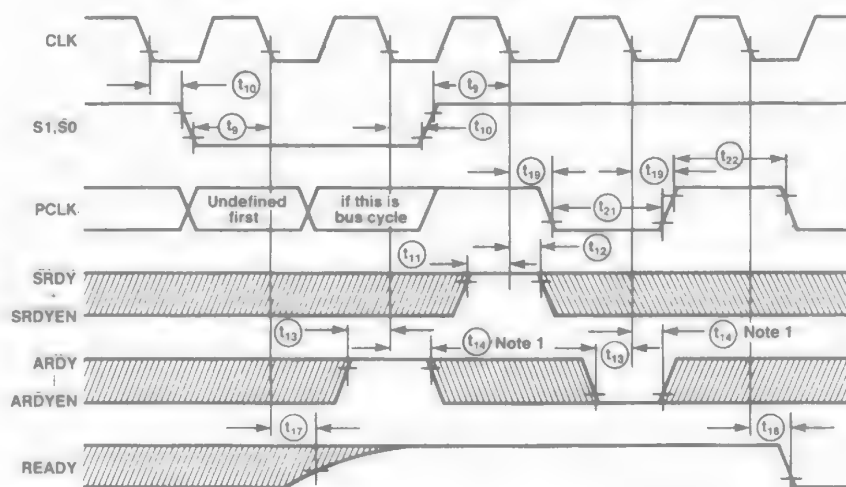 CLK
t10
t9
t9
S1,S0
t10
t19
t19
t22
PCLK
Undefined first
if this is bus cycle
t21
t11
t12
SRDY
SRDYEN
t13
t14 Note 1
t13
t14 Note 1
ARDY
ARDYEN
t17
t18
READY